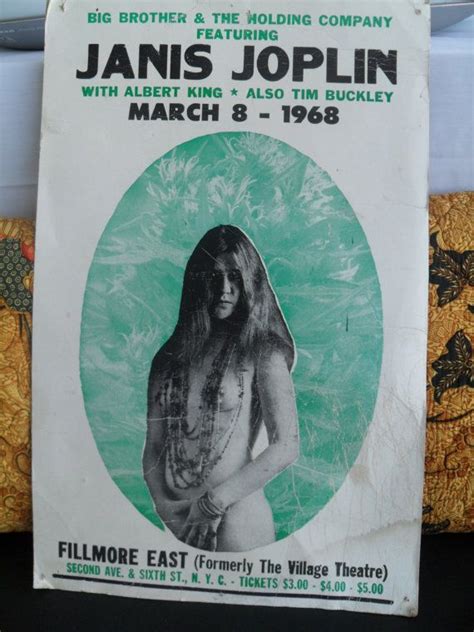 BIG BROTHER & THE HOLDING COMPANY
FEATURING
JANIS JOPLIN
WITH ALBERT KING ★ ALSO TIM BUCKLEY
MARCH 8 - 1968
FILLMORE EAST (Formerly The Village Theatre)
SECOND AVE. & SIXTH ST., N. Y. C. - TICKETS $3.00 - $4.00 - $5.00